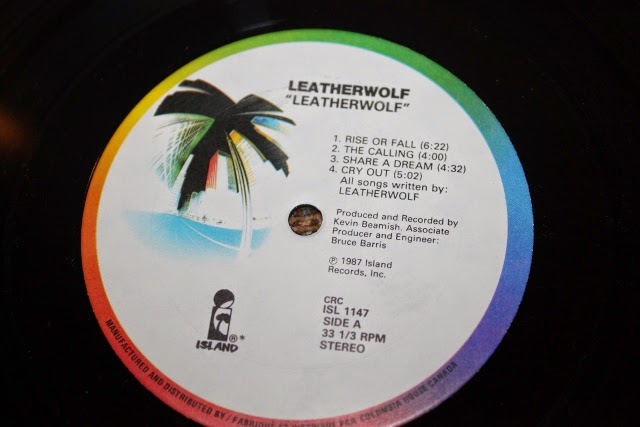 LEATHERWOLF
"LEATHERWOLF"
1. RISE OR FALL (6:22)
2. THE CALLING (4:00)
3. SHARE A DREAM (4:32)
4. CRY OUT (5:02)
All songs written by:
LEATHERWOLF
Produced and Recorded by
Kevin Beamish. Associate
Producer and Engineer:
Bruce Barris
℗ 1987 Island
Records, Inc.
CRC
ISL 1147
SIDE A
33 1/3 RPM
STEREO
i
ISLAND®*
MANUFACTURED AND DISTRIBUTED BY / FABRIQUÉ ET DISTRIBUÉ PAR COLUMBIA HOUSE CANADA